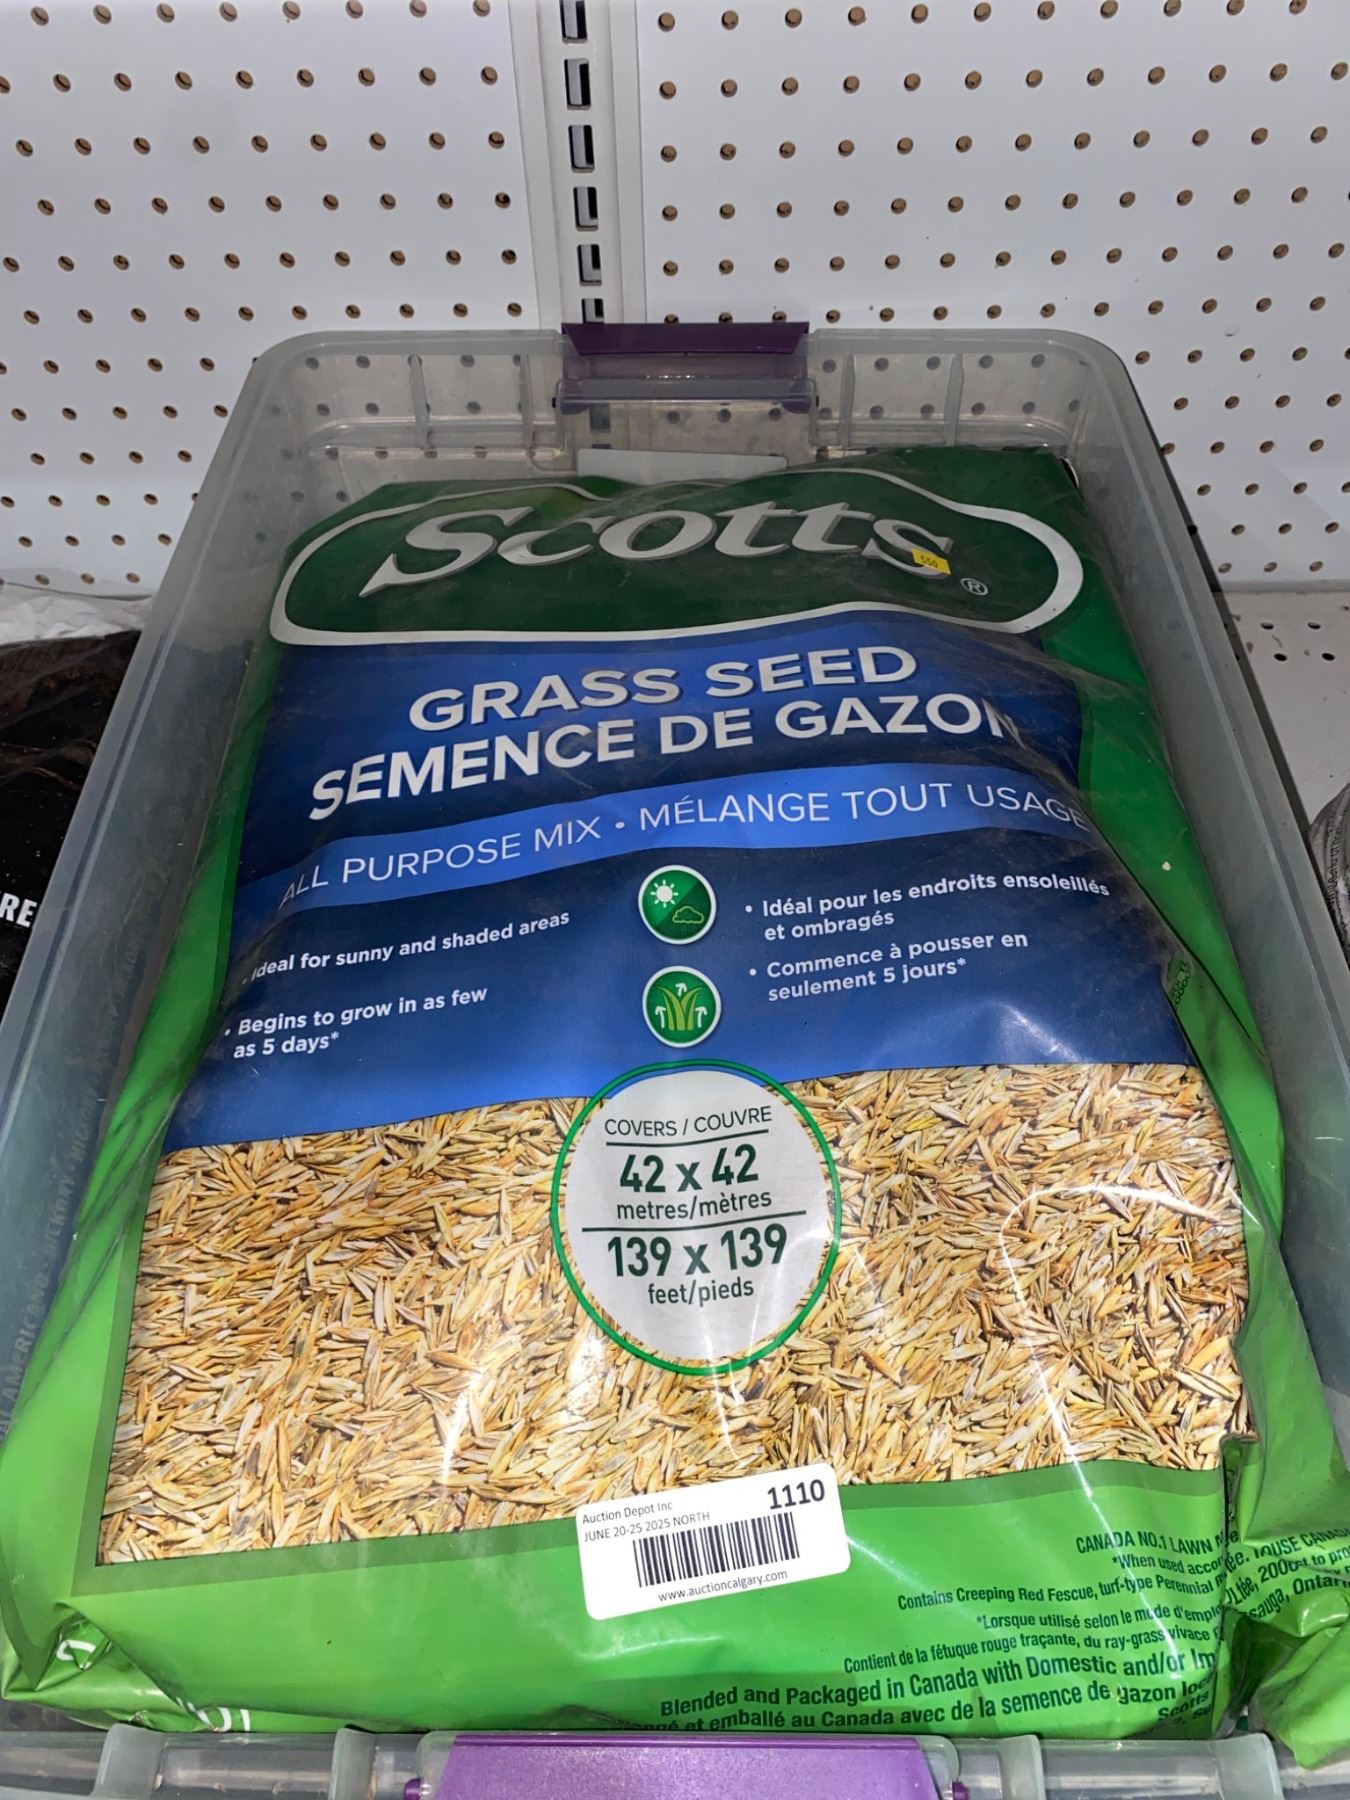 Scotts
®
550
GRASS SEED
SEMENCE DE GAZON
ALL PURPOSE MIX • MÉLANGE TOUT USAGE
Ideal for sunny and shaded areas
• Begins to grow in as few
as 5 days*
• Idéal pour les endroits ensoleillés
et ombragés
• Commence à pousser en
seulement 5 jours*
COVERS / COUVRE
42 x 42
metres/mètres
139 x 139
feet/pieds
Auction Depot Inc
1110
JUNE 20-25 2025 NORTH
www.auctioncalgary.com
CANADA NO.1 LAWN
*When used
Contains Creeping Red Fescue, turf-type Perennial
*Lorsque utilisé selon le mode d'emploi
Contient de la fétuque rouge traçante, du ray-grass vivace
Blended and Packaged in Canada with Domestic and/or
et emballé au Canada avec de la semence de gazon
Scotts
RE